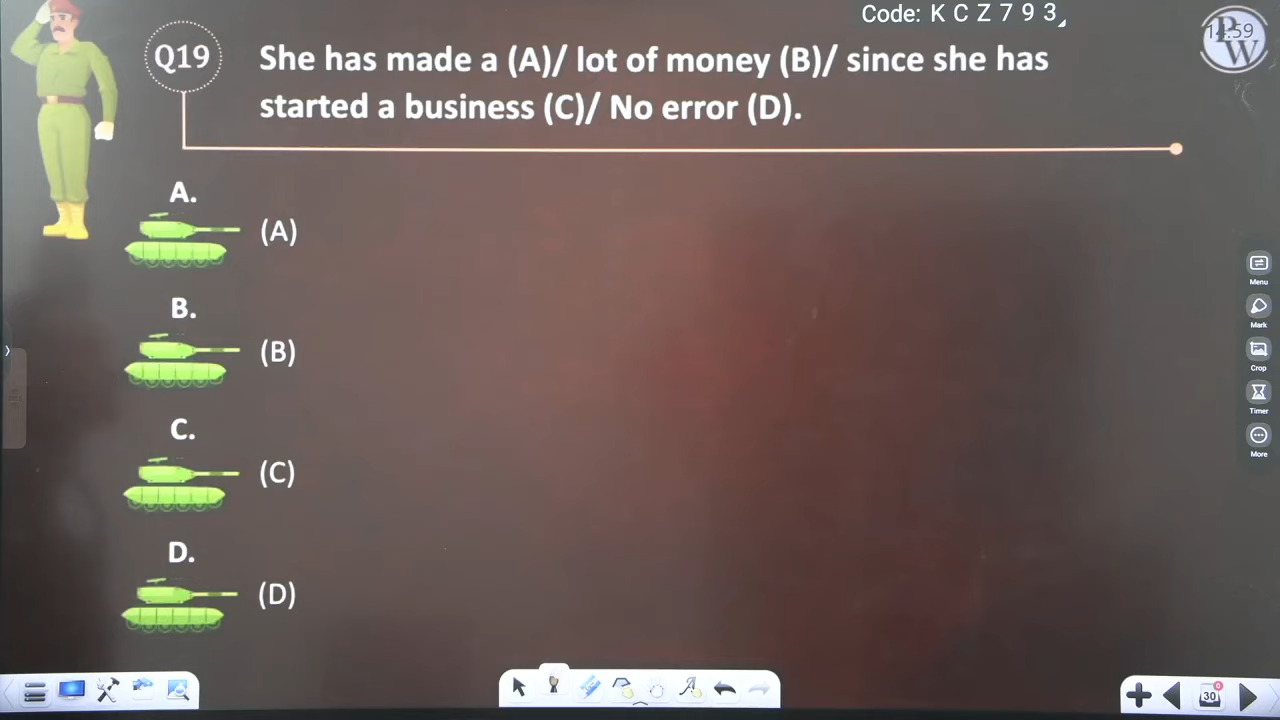 Code: K C Z 7 9 3
Q19
She has made a (A)/ lot of money (B)/ since she has
started a business (C)/ No error (D).
A.
(A)
B.
(B)
C.
(C)
D.
(D)
PW
Menu
Mark
Crop
Timer
More
30